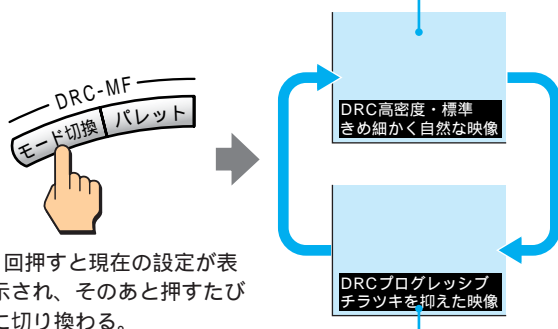 DRC-MF
モード切換 パレット
回押すと現在の設定が表
示され、そのあと押すたび
に切り換わる。
DRC高密度・標準
きめ細かく自然な映像
DRCプログレッシブ
チラツキを抑えた映像